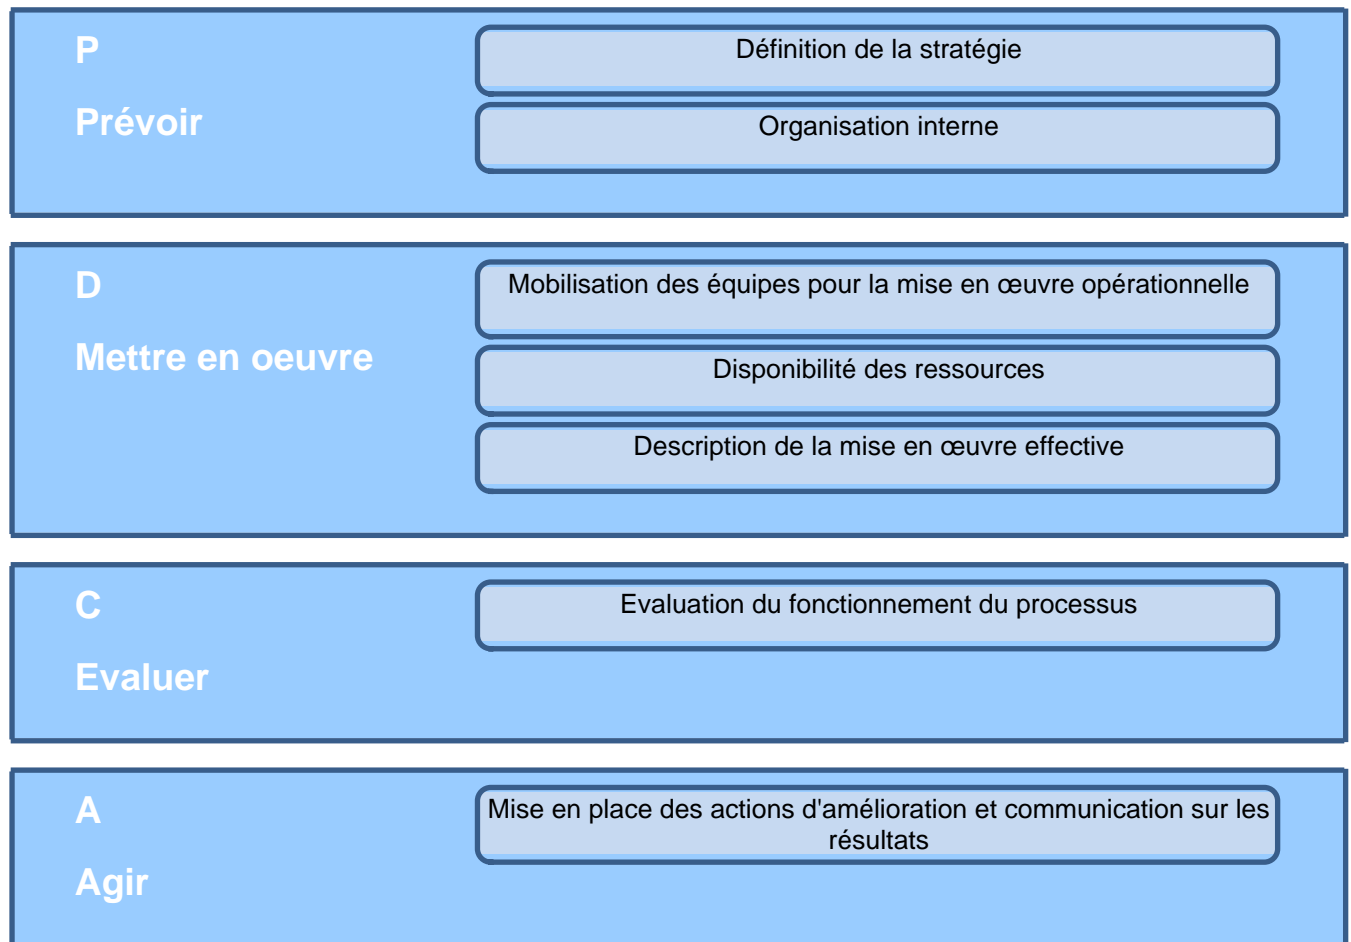 P
Prévoir
Définition de la stratégie
Organisation interne
D
Mettre en oeuvre
Mobilisation des équipes pour la mise en œuvre opérationnelle
Disponibilité des ressources
Description de la mise en œuvre effective
C
Evaluer
Evaluation du fonctionnement du processus
A
Agir
Mise en place des actions d'amélioration et communication sur les
résultats